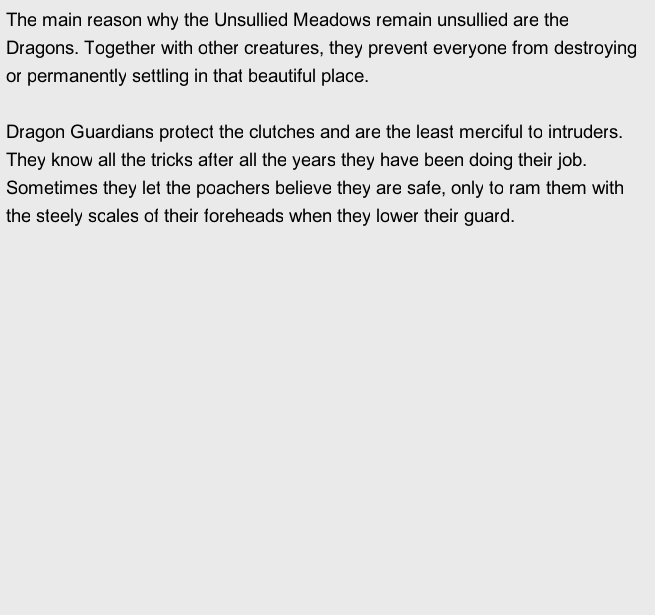 The main reason why the Unsullied Meadows remain unsullied are the
Dragons. Together with other creatures, they prevent everyone from destroying
or permanently settling in that beautiful place.
Dragon Guardians protect the clutches and are the least merciful to intruders.
They know all the tricks after all the years they have been doing their job.
Sometimes they let the poachers believe they are safe, only to ram them with
the steely scales of their foreheads when they lower their guard.